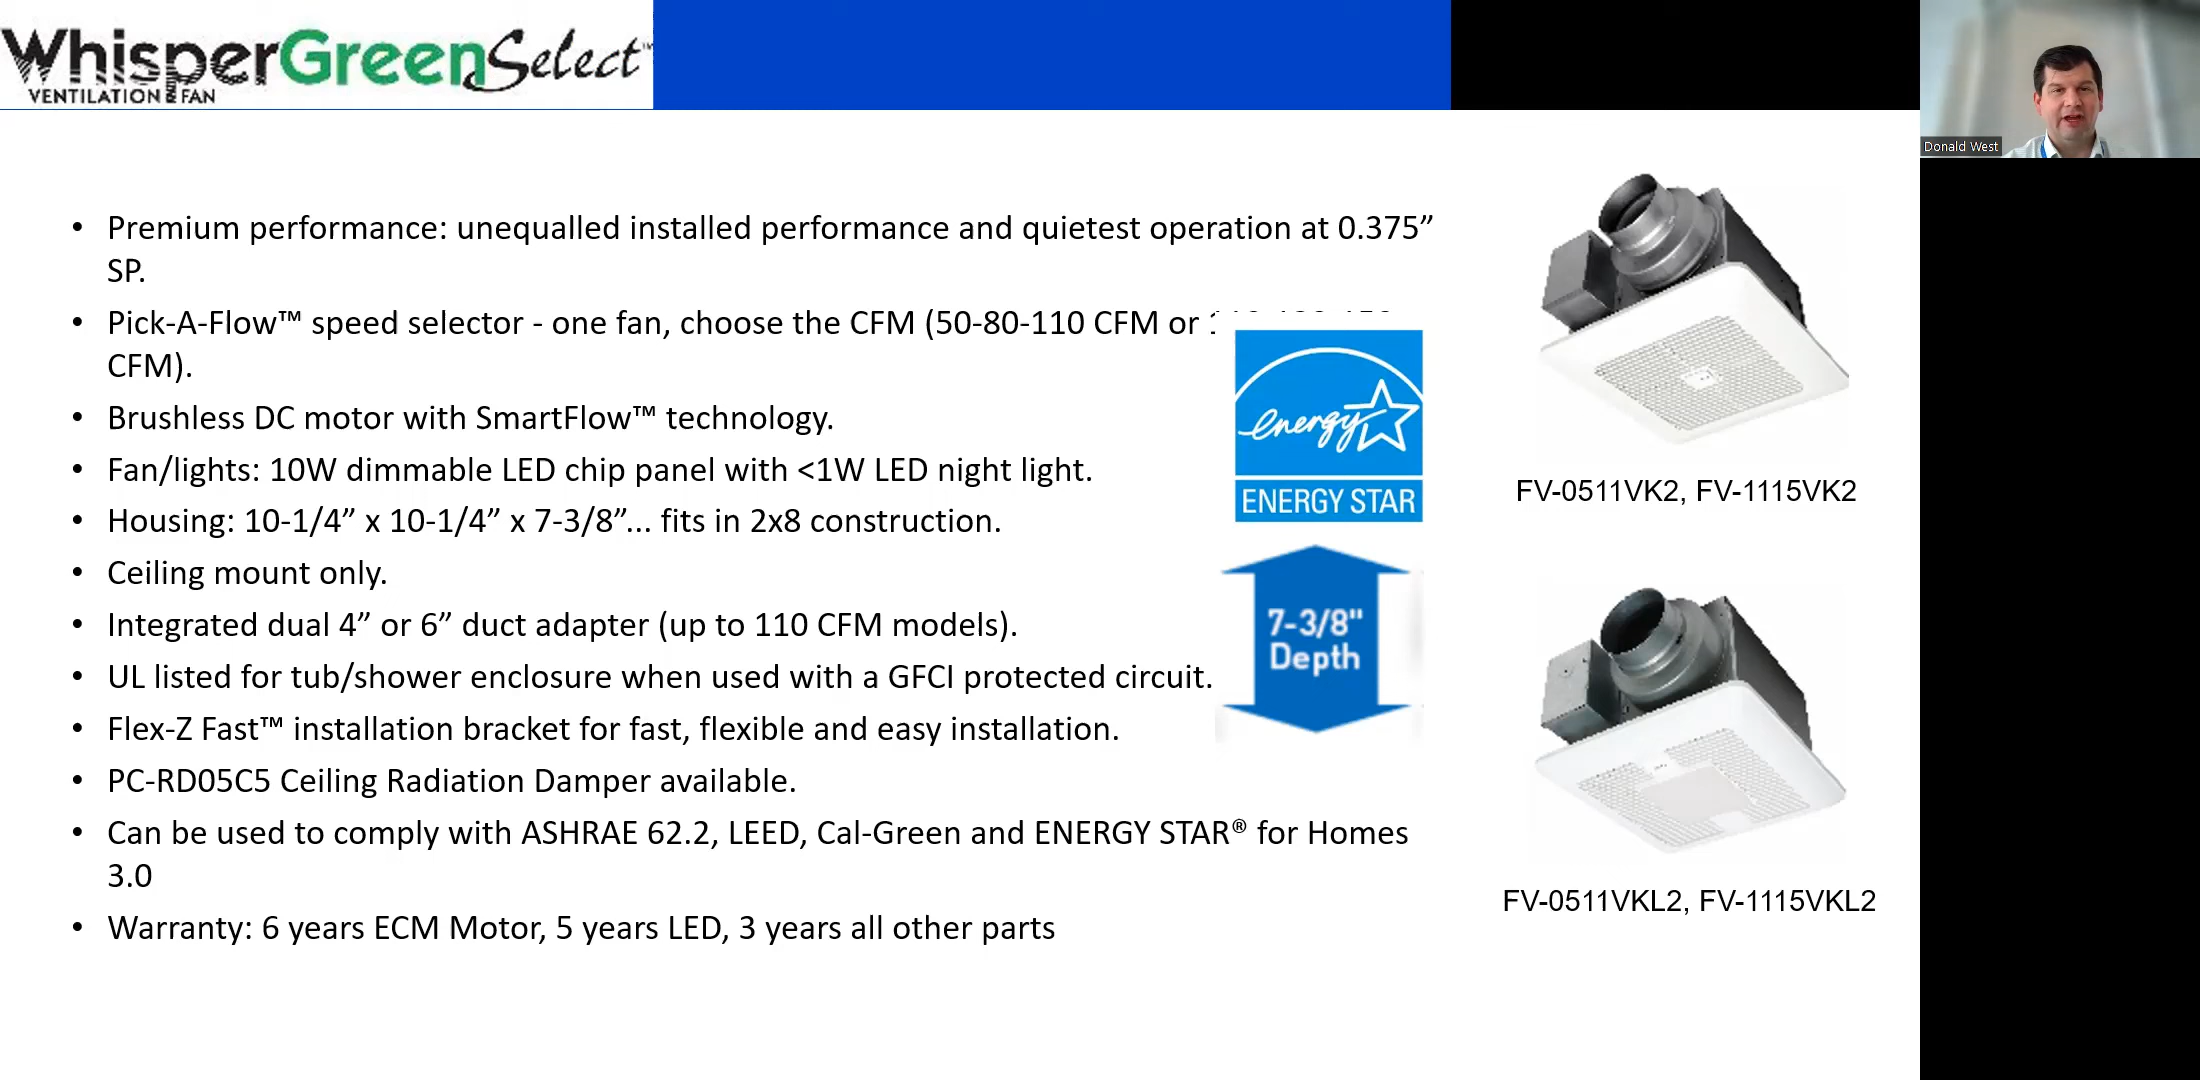 WhisperGreenSelect™
VENTILATION FAN
Donald West
• Premium performance: unequalled installed performance and quietest operation at 0.375”
SP.
• Pick-A-Flow™ speed selector - one fan, choose the CFM (50-80-110 CFM or
CFM).
• Brushless DC motor with SmartFlow™ technology.
• Fan/lights: 10W dimmable LED chip panel with <1W LED night light.
• Housing: 10-1/4” x 10-1/4” x 7-3/8”... fits in 2x8 construction.
• Ceiling mount only.
• Integrated dual 4” or 6” duct adapter (up to 110 CFM models).
• UL listed for tub/shower enclosure when used with a GFCI protected circuit.
• Flex-Z Fast™ installation bracket for fast, flexible and easy installation.
• PC-RD05C5 Ceiling Radiation Damper available.
• Can be used to comply with ASHRAE 62.2, LEED, Cal-Green and ENERGY STAR® for Homes
3.0
• Warranty: 6 years ECM Motor, 5 years LED, 3 years all other parts
energy
ENERGY STAR
7-3/8"
Depth
FV-0511VK2, FV-1115VK2
FV-0511VKL2, FV-1115VKL2